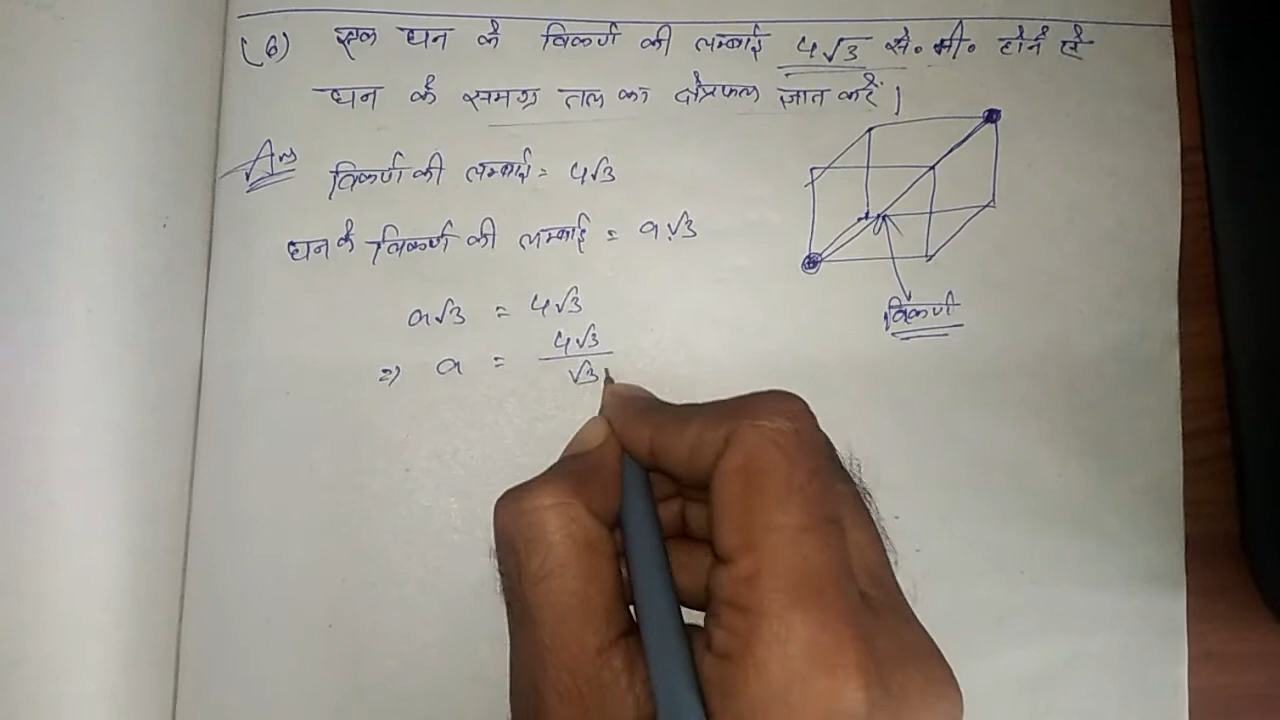 (6) एक घन के विकर्ण की लम्बाई 4√3 से॰ मी॰ होने से
घन के समग्र तल का क्षेत्रफल ज्ञात करें।
Ans विकर्ण की लम्बाई = 4√3
घन के विकर्ण की लम्बाई = a√3
a√3 = 4√3
=) a = 4√3
√3
विकर्ण